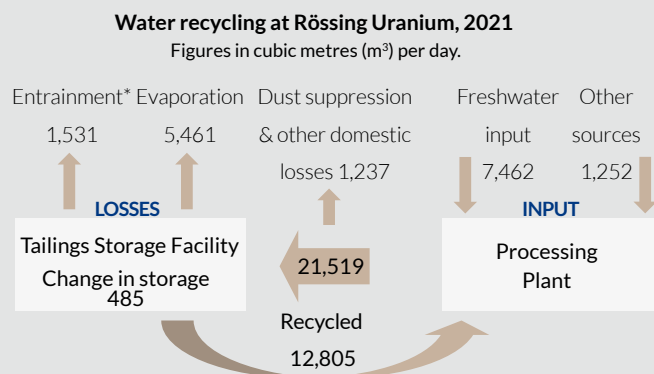 Water recycling at Rössing Uranium, 2021
Figures in cubic metres (m³) per day.
Entrainment*
1,531
Evaporation
5,461
Dust suppression
& other domestic
losses 1,237
Freshwater
input
7,462
Other
sources
1,252
LOSSES
Tailings Storage Facility
Change in storage
485
21,519
INPUT
Processing
Plant
Recycled
12,805